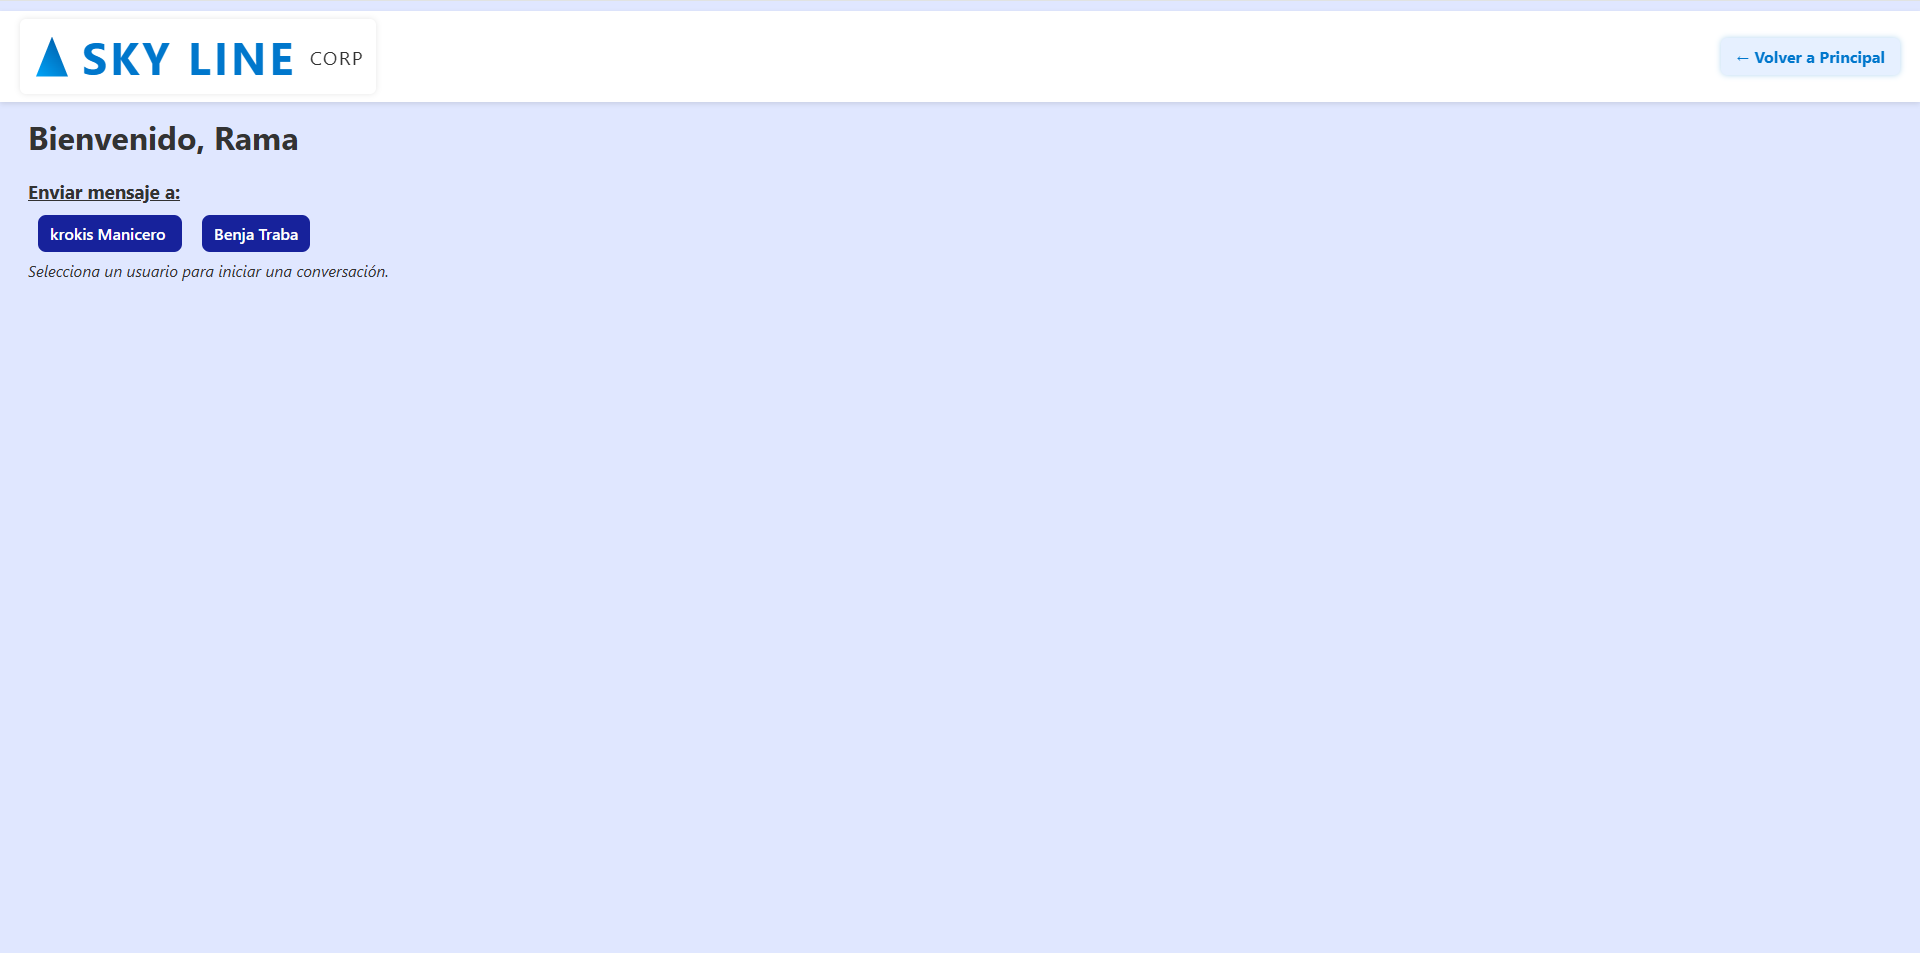 SKY LINE CORP
← Volver a Principal
Bienvenido, Rama
Enviar mensaje a:
krokis Manicero
Benja Traba
Selecciona un usuario para iniciar una conversación.